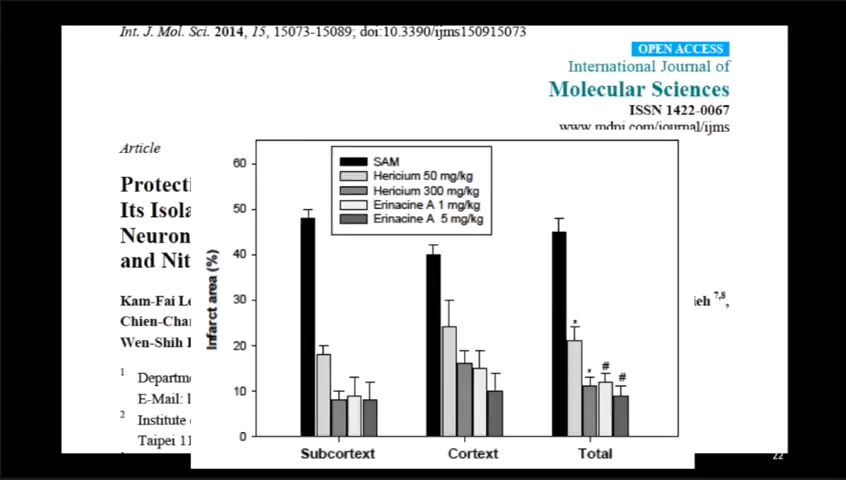 Int. J. Mol. Sci. 2014, 15, 15073-15089; doi:10.3390/ijms150915073
OPEN ACCESS
International Journal of
Molecular Sciences
ISSN 1422-0067
www.mdpi.com/journal/ijms
Article
Protecti
Its Isola
Neuron
and Nit
Kam-Fai Le
ieh 7,8,
Chien-Cha
Wen-Shih
1 Departme
E-Mail:
2 Institute
Taipei 11
Infarct area (%)
60
50
40
30
20
10
0
SAM
Hericium 50 mg/kg
Hericium 300 mg/kg
Erinacine A 1 mg/kg
Erinacine A 5 mg/kg
* * # #
Subcortext Cortext Total
22